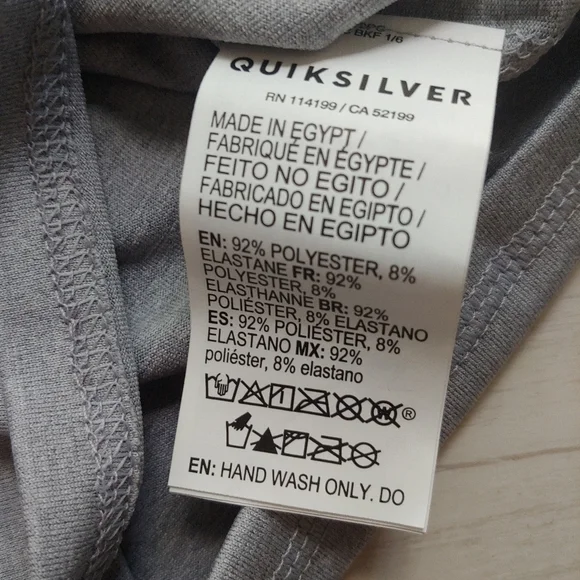 BKF 1/6
QUIKSILVER
RN 114199 / CA 52199
MADE IN EGYPT /
FABRIQUÉ EN ÉGYPTE /
FEITO NO EGITO /
FABRICADO EN EGIPTO /
HECHO EN EGIPTO
EN: 92% POLYESTER, 8%
ELASTANE FR: 92%
POLYESTER, 8%
ELASTHANNE BR: 92%
POLIÉSTER, 8% ELASTANO
ES: 92% POLIÉSTER, 8%
ELASTANO MX: 92%
poliéster, 8% elastano
W ®
EN: HAND WASH ONLY. DO